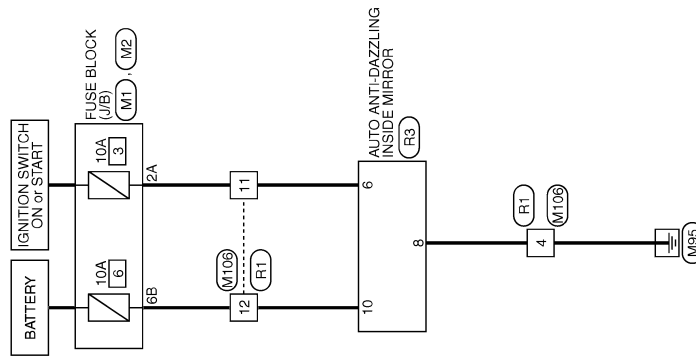 IGNITION SWITCH
ON or START
BATTERY
FUSE BLOCK
(J/B)
M1 , M2
10A
3
10A
6
2A
6B
11
M106
12
R1
AUTO ANTI-DAZZLING
INSIDE MIRROR
R3
6
10
8
R1
4
M106
M95